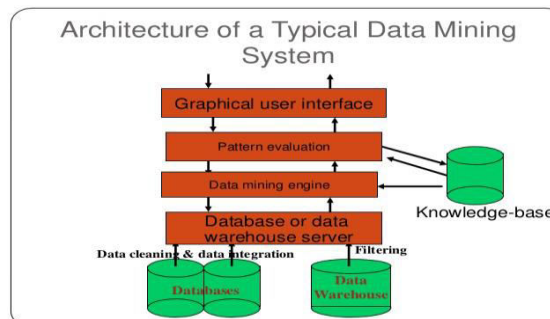 Architecture of a Typical Data Mining
System
Graphical user interface
Pattern evaluation
Data mining engine
Knowledge-base
Database or data
warehouse server
Data cleaning & data integration
Filtering
Databases
Data
Warehouse